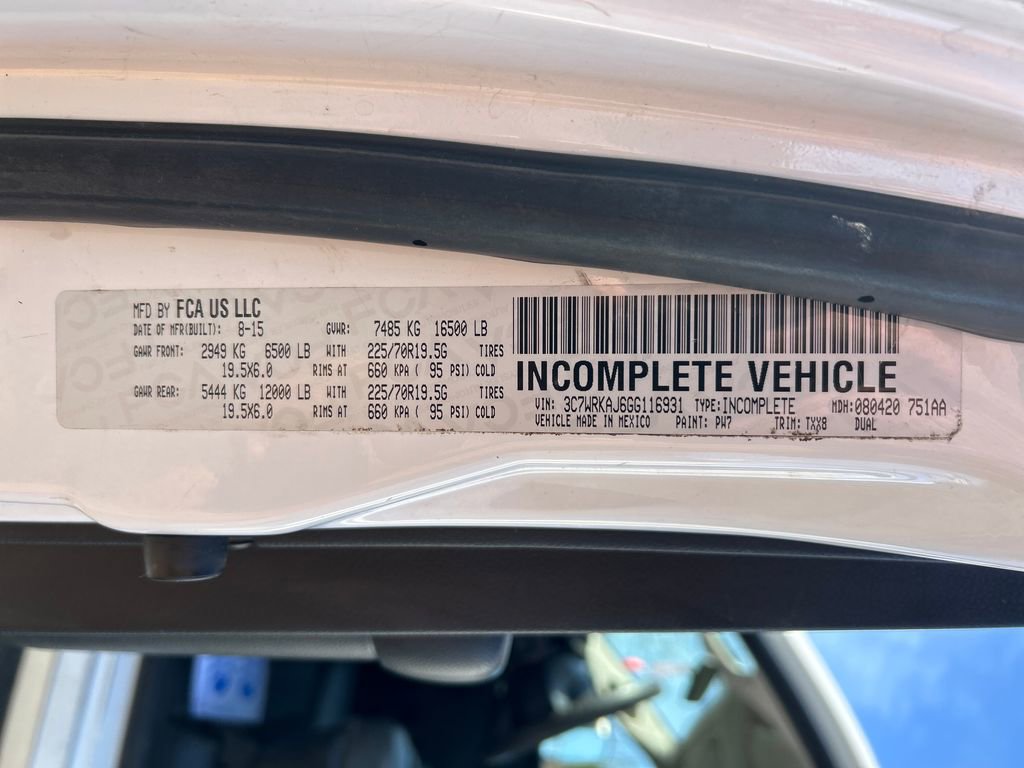 MFD BY FCA US LLC
DATE OF MFR(BUILT): 8-15 GVWR: 7485 KG 16500 LB
GAWR FRONT: 2949 KG 6500 LB WITH 225/70R19.5G TIRES
19.5X6.0 RIMS AT 660 KPA ( 95 PSI) COLD
GAWR REAR: 5444 KG 12000 LB WITH 225/70R19.5G TIRES
19.5X6.0 RIMS AT 660 KPA ( 95 PSI) COLD
INCOMPLETE VEHICLE
VIN: 3C7WRKAJ6GG116931 TYPE: INCOMPLETE MDH: 080420 751AA
VEHICLE MADE IN MEXICO PAINT: PW7 TRIM: TXX8 DUAL